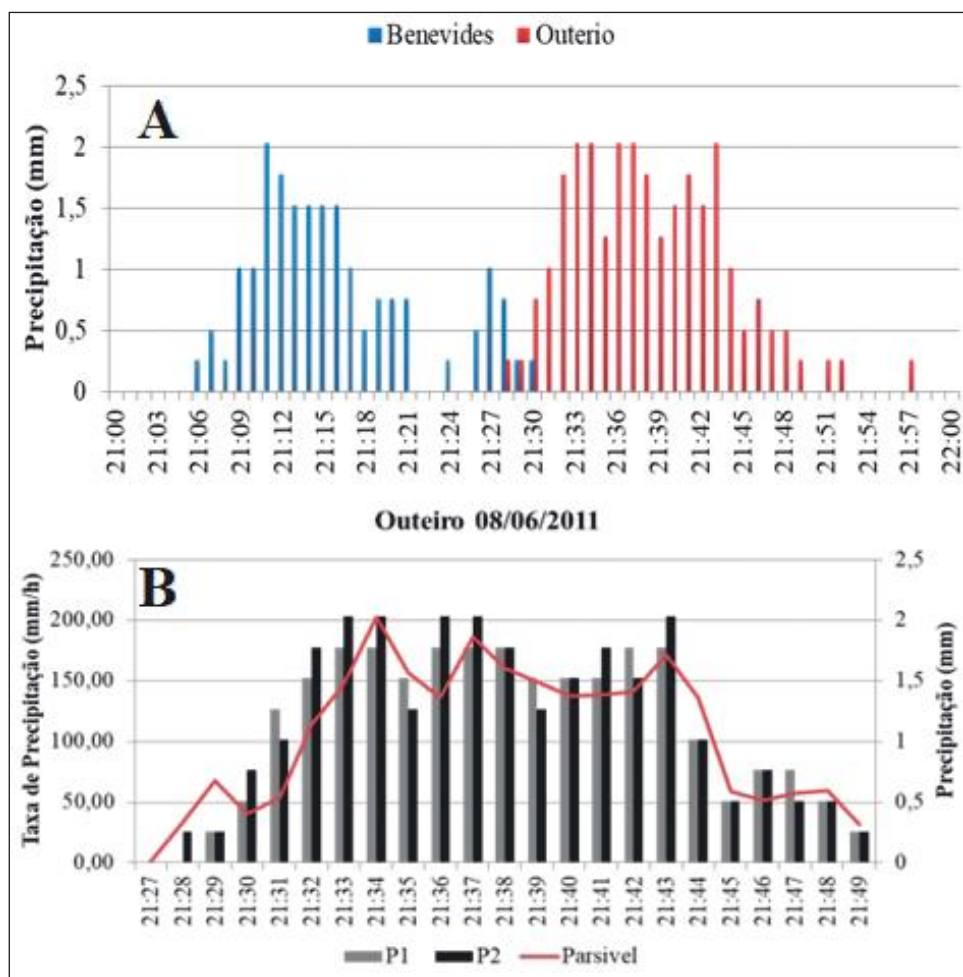 Benevides Outerio
A
Precipitação (mm)
2,5
2
1,5
1
0,5
0
21:00 21:03 21:06 21:09 21:12 21:15 21:18 21:21 21:24 21:27 21:30 21:33 21:36 21:39 21:42 21:45 21:48 21:51 21:54 21:57 22:00
Outeiro 08/06/2011
B
Taxa de Precipitação (mm/h)
250,00
200,00
150,00
100,00
50,00
0,00
2,5
2
1,5
1
0,5
0
Precipitação (mm)
21:27 21:28 21:29 21:30 21:31 21:32 21:33 21:34 21:35 21:36 21:37 21:38 21:39 21:40 21:41 21:42 21:43 21:44 21:45 21:46 21:47 21:48 21:49
P1 P2 Parsivel